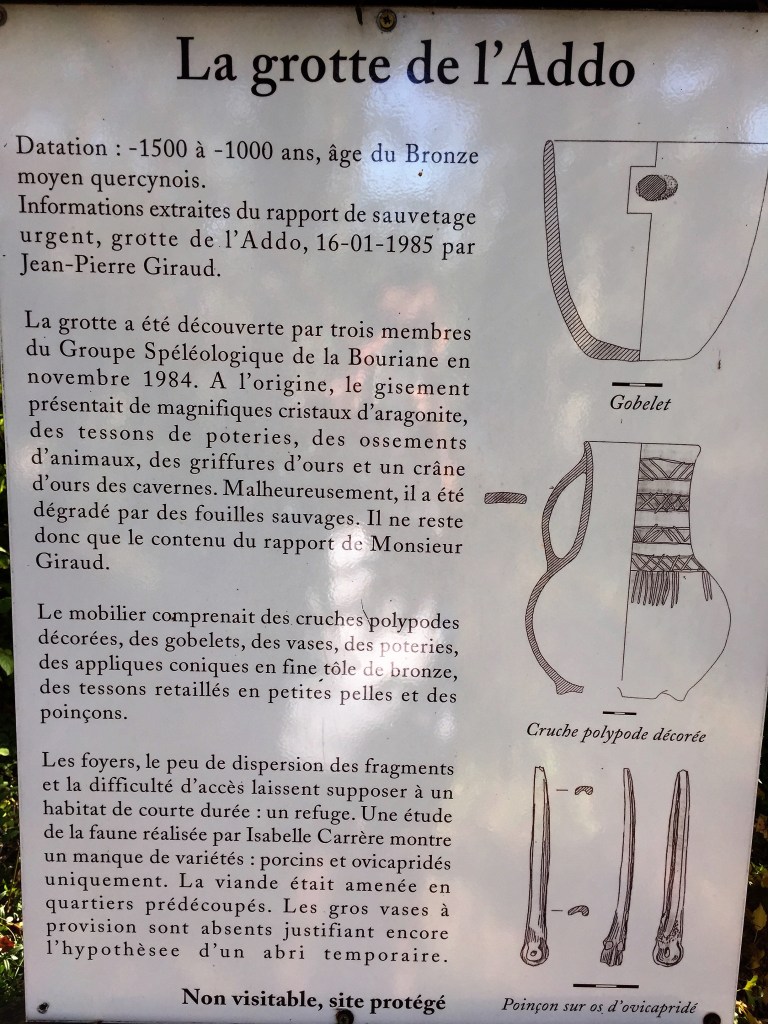 La grotte de l'Addo
Datation : -1500 à -1000 ans, âge du Bronze
moyen quercynois.
Informations extraites du rapport de sauvetage
urgent, grotte de l'Addo, 16-01-1985 par
Jean-Pierre Giraud.
La grotte a été découverte par trois membres
du Groupe Spéléologique de la Bouriane en
novembre 1984. A l'origine, le gisement
présentait de magnifiques cristaux d'aragonite,
des tessons de poteries, des ossements
d'animaux, des griffures d'ours et un crâne
d'ours des cavernes. Malheureusement, il a été
dégradé par des fouilles sauvages. Il ne reste
donc que le contenu du rapport de Monsieur
Giraud.
Le mobilier comprenait des cruches polypodes
décorées, des gobelets, des vases, des poteries,
des appliques coniques en fine tôle de bronze,
des tessons retaillés en petites pelles et des
poinçons.
Les foyers, le peu de dispersion des fragments
et la difficulté d'accès laissent supposer à un
habitat de courte durée : un refuge. Une étude
de la faune réalisée par Isabelle Carrère montre
un manque de variétés : porcins et ovicapridés
uniquement. La viande était amenée en
quartiers prédécoupés. Les gros vases à
provision sont absents justifiant encore
l'hypothèsee d'un abri temporaire.
Non visitable, site protégé
Gobelet
Cruche polypode décorée
Poinçon sur os d'ovicapridé